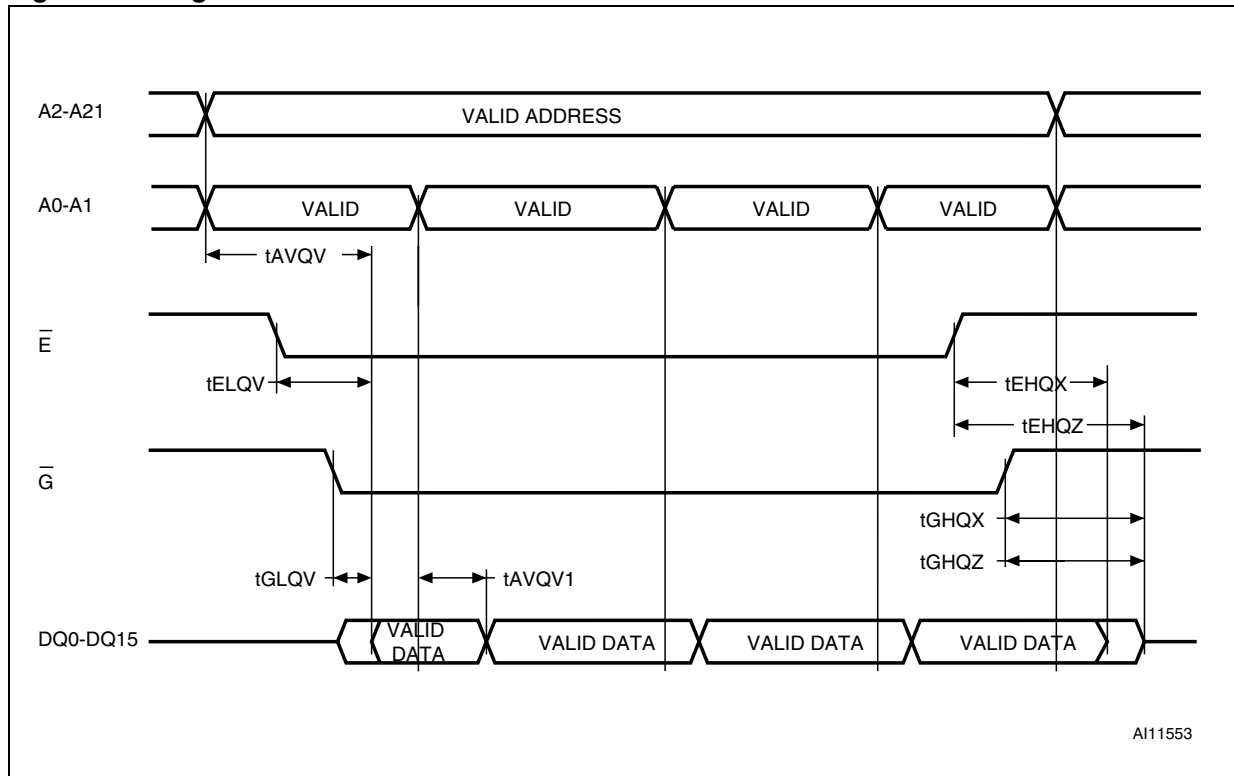 A2-A21
VALID ADDRESS
A0-A1
VALID
VALID
VALID
VALID
tAVQV
E
tELQV
tEHQX
tEHQZ
G
tGHQX
tGHQZ
tGLQV
tAVQV1
DQ0-DQ15
VALID
DATA
VALID DATA
VALID DATA
VALID DATA
AI11553